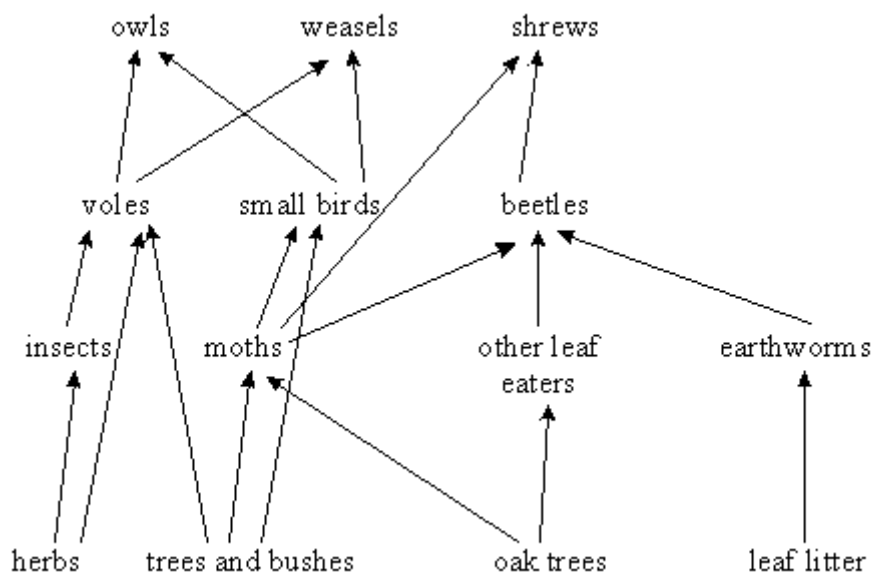 owls weasels shrews
voles small birds beetles
insects moths other leaf earthworms
eaters
herbs trees and bushes oak trees leaf litter